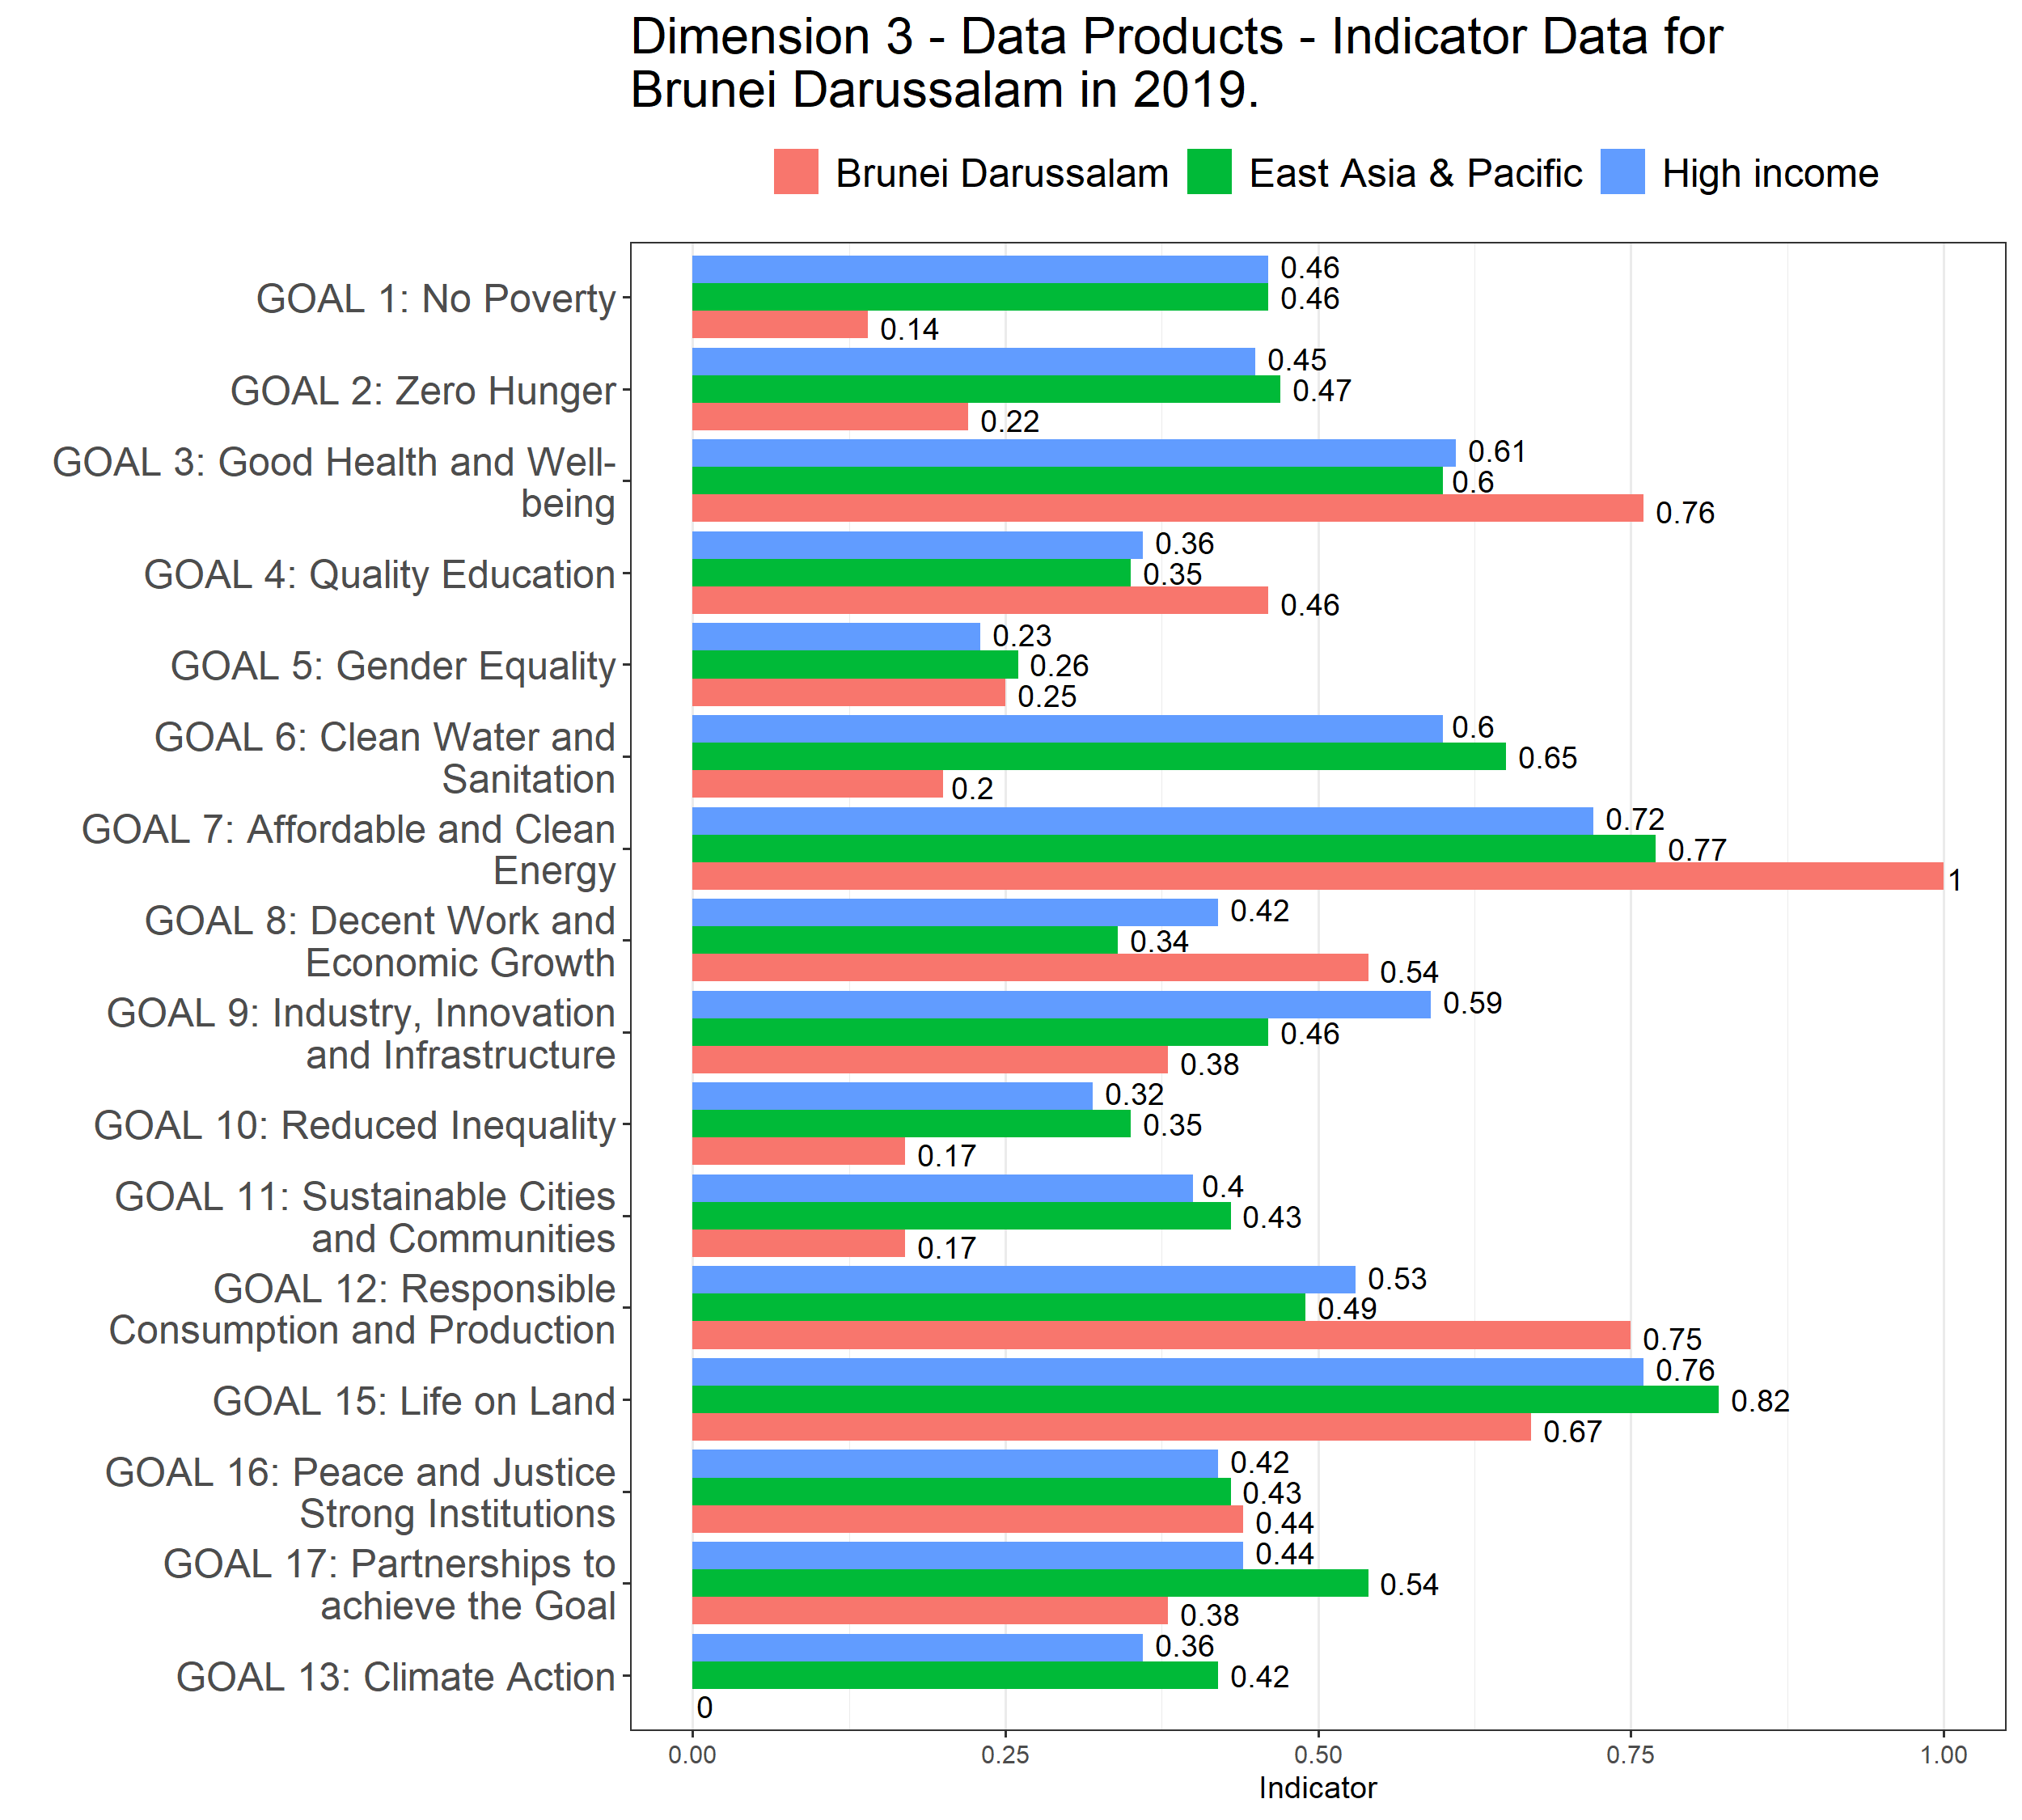 Dimension 3 - Data Products - Indicator Data for
Brunei Darussalam in 2019.
Brunei Darussalam East Asia & Pacific High income
GOAL 1: No Poverty
0.46
0.46
0.14
GOAL 2: Zero Hunger
0.45
0.47
0.22
GOAL 3: Good Health and Well-
being
0.61
0.6
0.76
GOAL 4: Quality Education
0.36
0.35
0.46
GOAL 5: Gender Equality
0.23
0.26
0.25
GOAL 6: Clean Water and
Sanitation
0.6
0.65
0.2
GOAL 7: Affordable and Clean
Energy
0.72
0.77
1
GOAL 8: Decent Work and
Economic Growth
0.42
0.34
0.54
GOAL 9: Industry, Innovation
and Infrastructure
0.59
0.46
0.38
GOAL 10: Reduced Inequality
0.32
0.35
0.17
GOAL 11: Sustainable Cities
and Communities
0.4
0.43
0.17
GOAL 12: Responsible
Consumption and Production
0.53
0.49
0.75
GOAL 15: Life on Land
0.76
0.82
0.67
GOAL 16: Peace and Justice
Strong Institutions
0.42
0.43
0.44
GOAL 17: Partnerships to
achieve the Goal
0.44
0.54
0.38
GOAL 13: Climate Action
0.36
0.42
0
0.00 0.25 0.50 0.75 1.00
Indicator